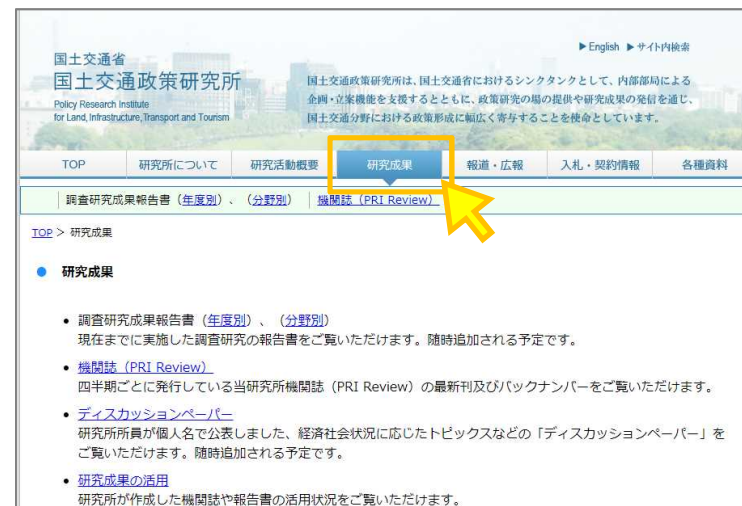 ▶English ▶サイト内検索
国土交通省
国土交通政策研究所
Policy Research Institute
for Land, Infrastructure, Transport and Tourism
国土交通政策研究所は、国土交通省におけるシンクタンクとして、内部部局による
企画・立案機能を支援するとともに、政策研究の場の提供や研究成果の発信を通じ、
国土交通分野における政策形成に幅広く寄与することを使命としています。
TOP 研究所について 研究活動概要 研究成果 報道・広報 入札・契約情報 各種資料
調査研究成果報告書（年度別）、（分野別） 機関誌（PRI Review）
TOP > 研究成果
研究成果
• 調査研究成果報告書（年度別）、（分野別）
現在までに実施した調査研究の報告書をご覧いただけます。随時追加される予定です。
• 機関誌（PRI Review）
四半期ごとに発行している当研究所機関誌（PRI Review）の最新刊及びバックナンバーをご覧いただけます。
• ディスカッションペーパー
研究所所員が個人名で公表しました、経済社会状況に応じたトピックスなどの「ディスカッションペーパー」を
ご覧いただけます。随時追加される予定です。
• 研究成果の活用
研究所が作成した機関誌や報告書の活用状況をご覧いただけます。